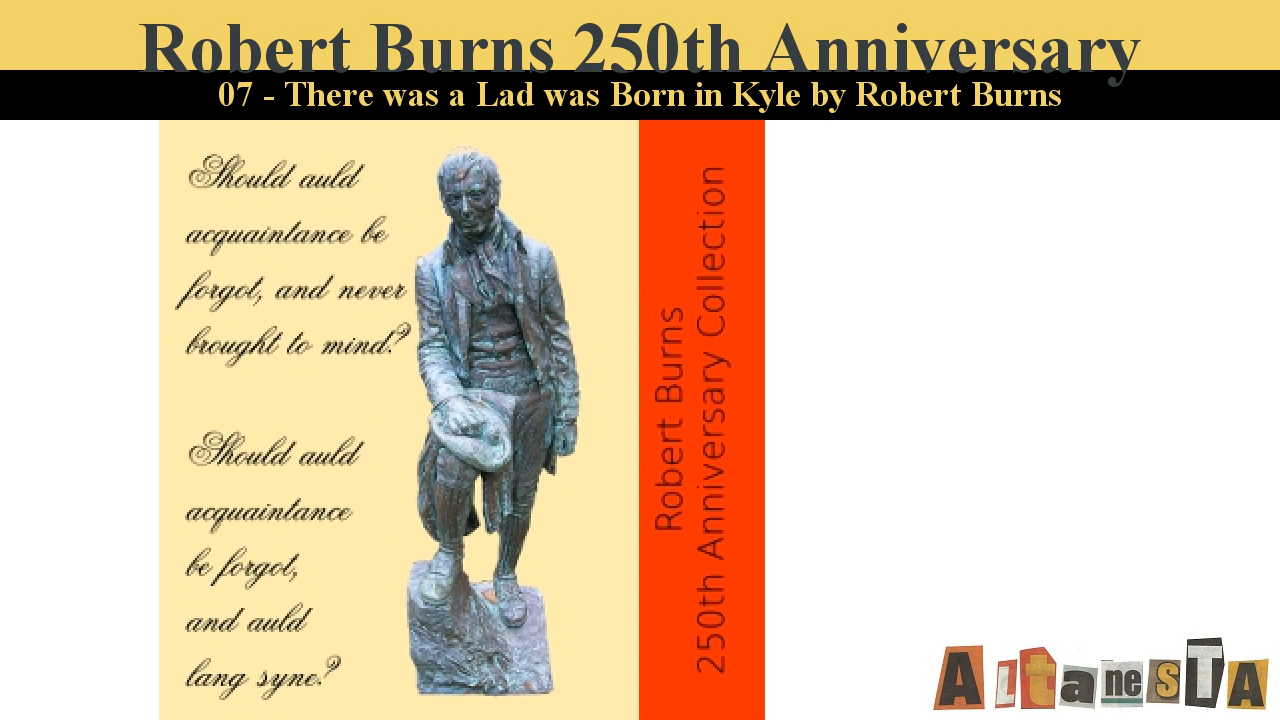 Robert Burns 250th Anniversary
07 - There was a Lad was Born in Kyle by Robert Burns
Should auld
acquaintance be
forgot, and never
brought to mind?
Should auld
acquaintance
be forgot,
and auld
lang syne?
Robert Burns
250th Anniversary Collection
AltanesTA